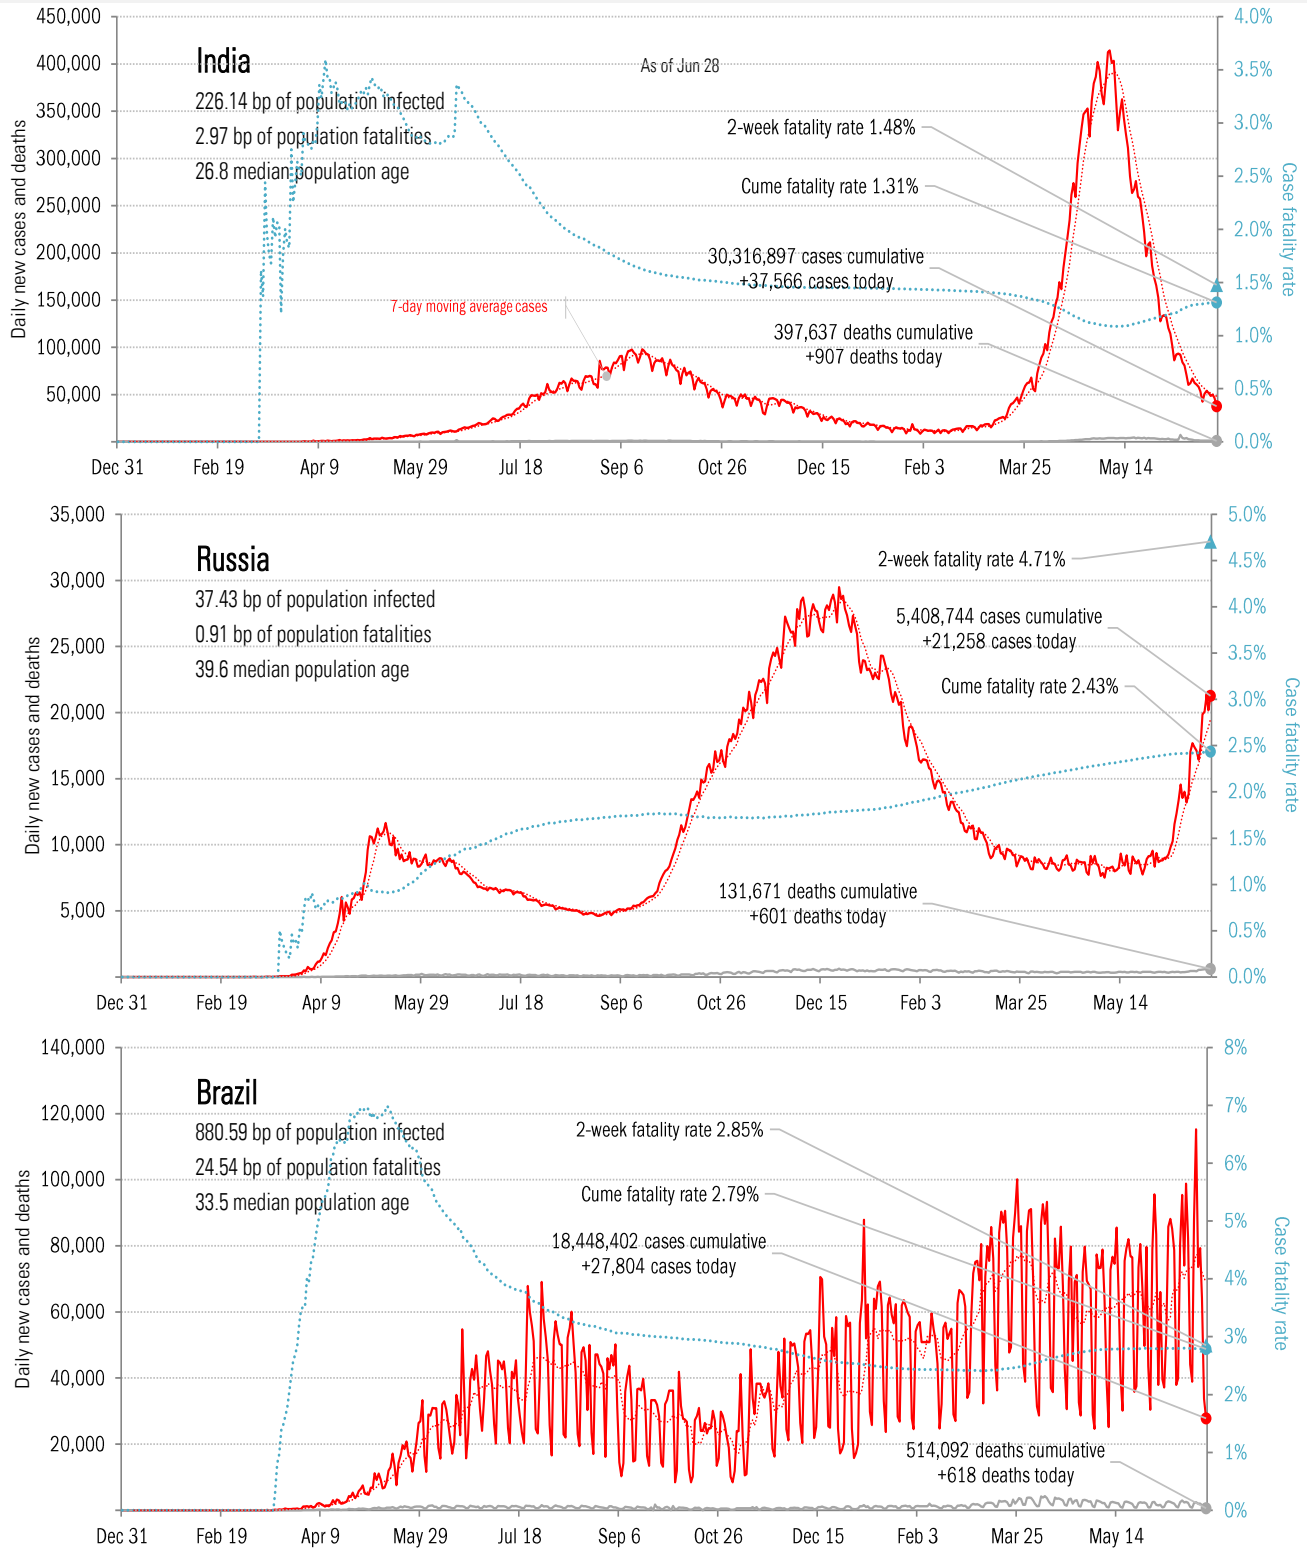 450,000
400,000
350,000
300,000
250,000
200,000
150,000
100,000
50,000
Daily new cases and deaths
India
226.14 bp of population infected
2.97 bp of population fatalities
26.8 median population age
As of Jun 28
7-day moving average cases
2-week fatality rate 1.48%
Cume fatality rate 1.31%
30,316,897 cases cumulative
+37,566 cases today
397,637 deaths cumulative
+907 deaths today
4.0%
3.5%
3.0%
2.5%
2.0%
1.5%
1.0%
0.5%
0.0%
Case fatality rate
Dec 31 Feb 19 Apr 9 May 29 Jul 18 Sep 6 Oct 26 Dec 15 Feb 3 Mar 25 May 14
35,000
30,000
25,000
20,000
15,000
10,000
5,000
Daily new cases and deaths
Russia
37.43 bp of population infected
0.91 bp of population fatalities
39.6 median population age
2-week fatality rate 4.71%
5,408,744 cases cumulative
+21,258 cases today
Cume fatality rate 2.43%
131,671 deaths cumulative
+601 deaths today
5.0%
4.5%
4.0%
3.5%
3.0%
2.5%
2.0%
1.5%
1.0%
0.5%
0.0%
Case fatality rate
Dec 31 Feb 19 Apr 9 May 29 Jul 18 Sep 6 Oct 26 Dec 15 Feb 3 Mar 25 May 14
140,000
120,000
100,000
80,000
60,000
40,000
20,000
Daily new cases and deaths
Brazil
880.59 bp of population infected
24.54 bp of population fatalities
33.5 median population age
2-week fatality rate 2.85%
Cume fatality rate 2.79%
18,448,402 cases cumulative
+27,804 cases today
514,092 deaths cumulative
+618 deaths today
8%
7%
6%
5%
4%
3%
2%
1%
0%
Case fatality rate
Dec 31 Feb 19 Apr 9 May 29 Jul 18 Sep 6 Oct 26 Dec 15 Feb 3 Mar 25 May 14